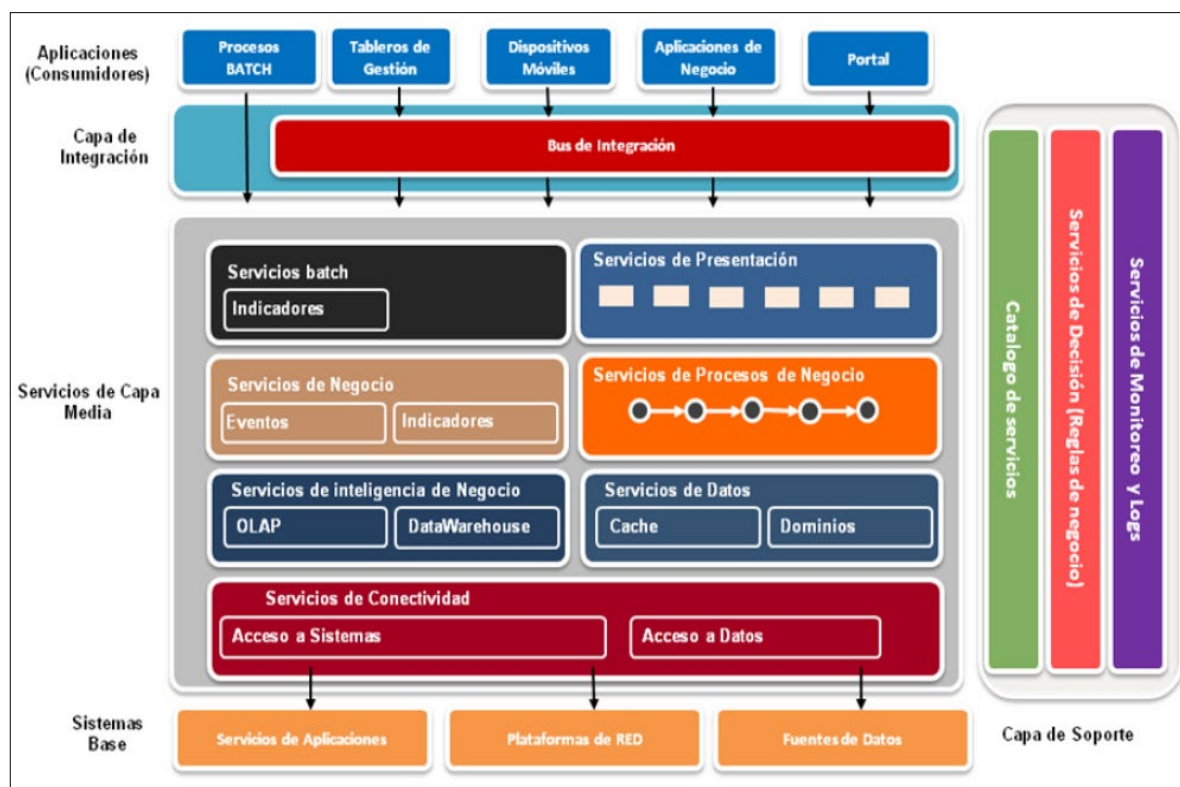 Aplicaciones
(Consumidores)
Procesos
BATCH
Tableros de
Gestión
Dispositivos
Móviles
Aplicaciones de
Negocio
Portal
Capa de
Integración
Bus de Integración
Servicios de Capa
Media
Servicios batch
Indicadores
Servicios de Presentación
Servicios de Negocio
Eventos
Indicadores
Servicios de Procesos de Negocio
Servicios de inteligencia de Negocio
OLAP
DataWarehouse
Servicios de Datos
Cache
Dominios
Servicios de Conectividad
Acceso a Sistemas
Acceso a Datos
Sistemas
Base
Servicios de Aplicaciones
Plataformas de RED
Fuentes de Datos
Catalogo de servicios
Servicios de Decisión (Reglas de negocio)
Servicios de Monitoreo y Logs
Capa de Soporte